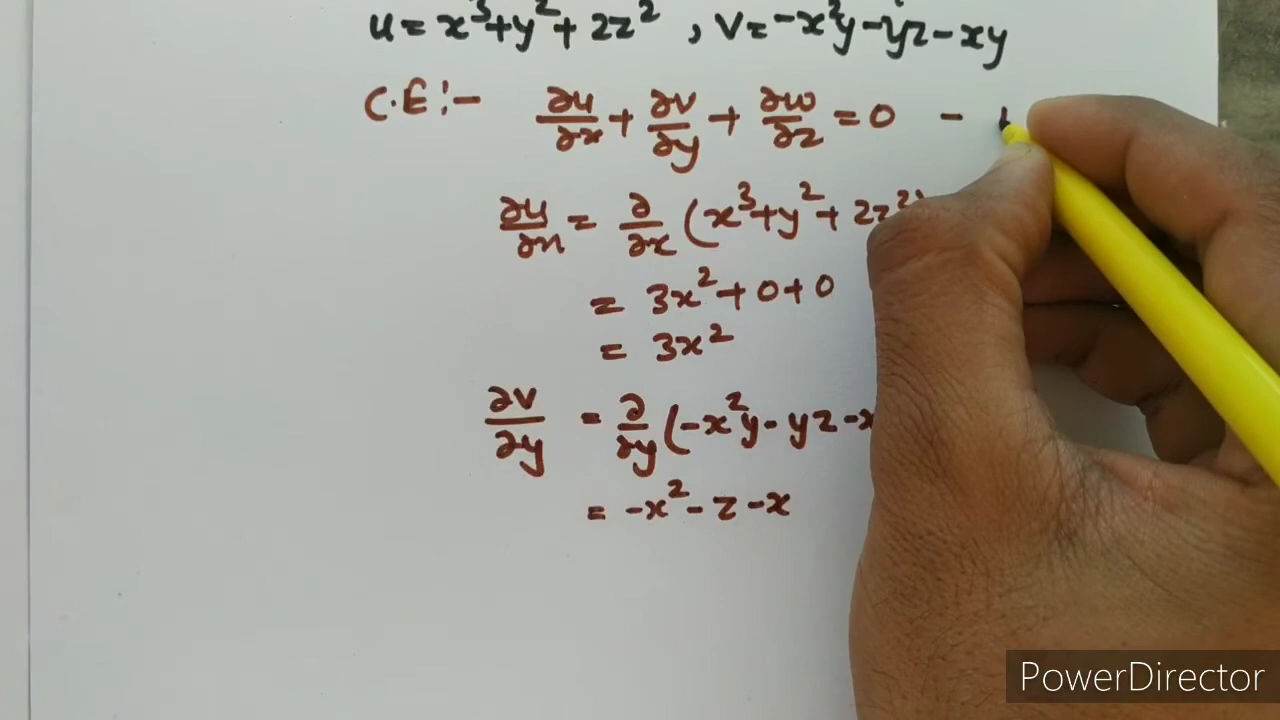 u = x³+y²+ 2z² , v= -x²y-yz-xy
C.E:- ∂u/∂x + ∂v/∂y + ∂w/∂z = 0 -
∂u/∂x = ∂/∂x (x³+y²+ 2z²)
= 3x²+0+0
= 3x²
∂v/∂y = ∂/∂y (-x²y- yz -x
= -x²- z -x
PowerDirector